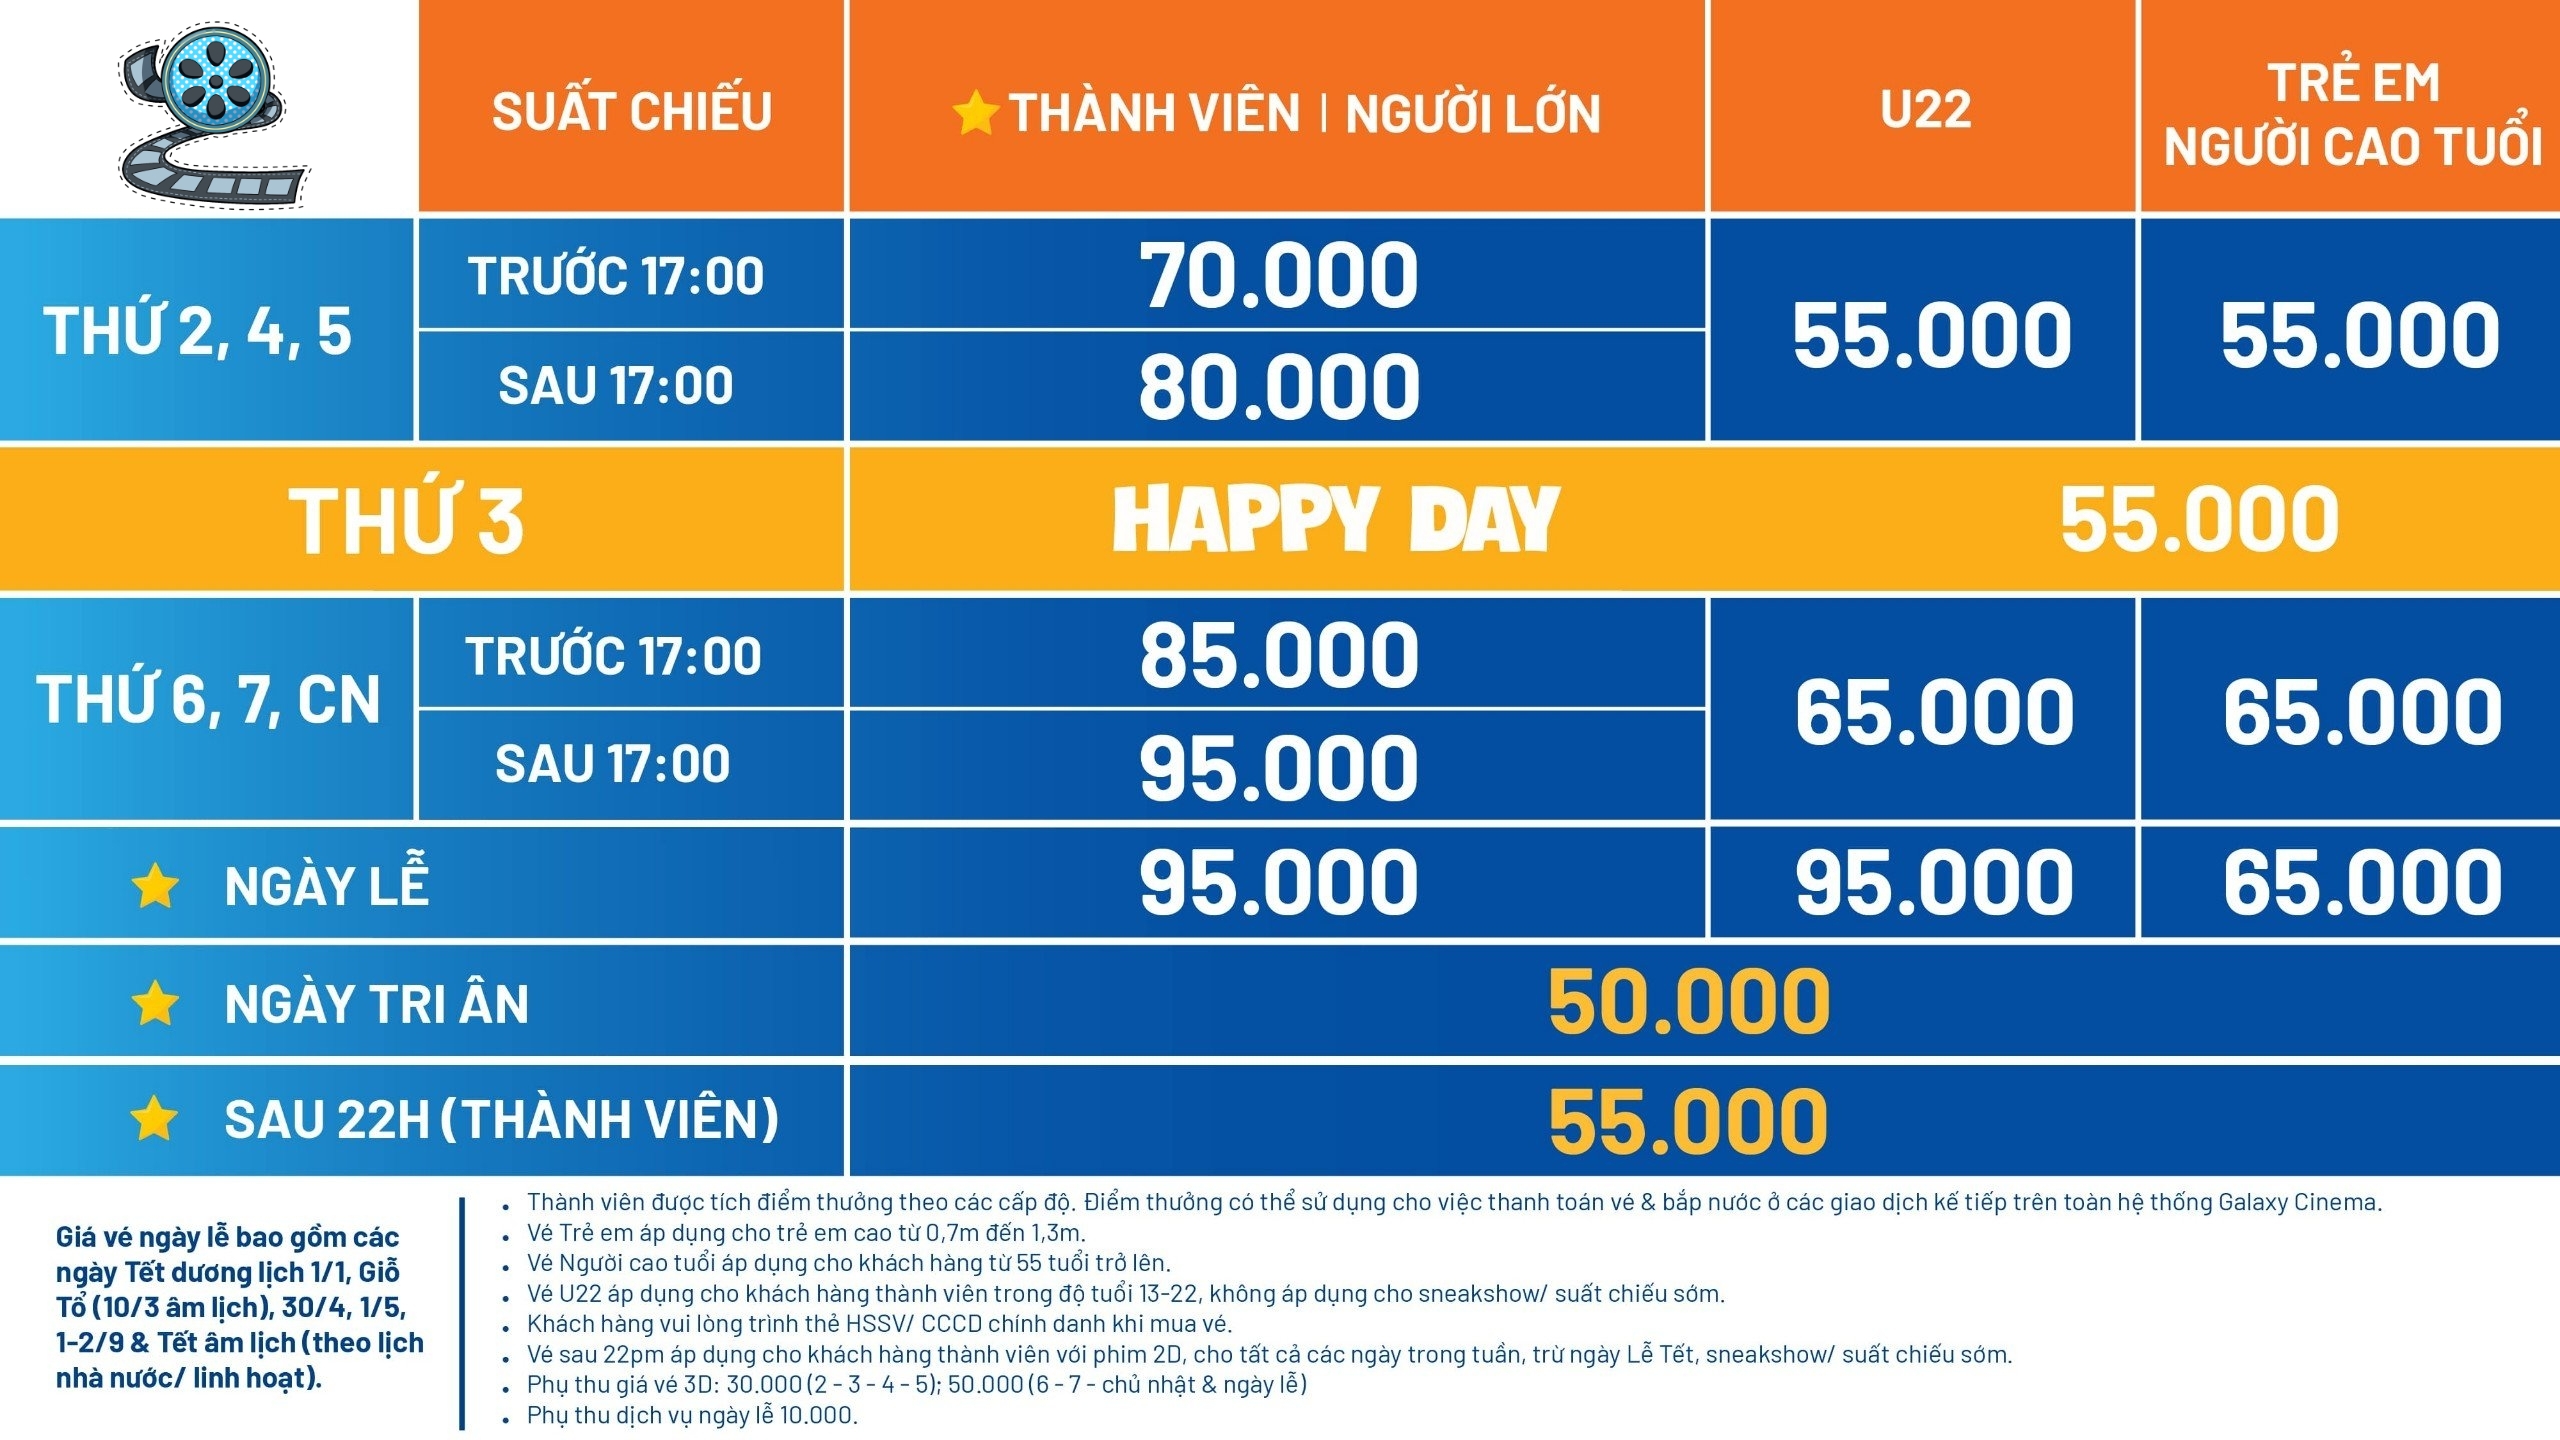 SUẤT CHIẾU
THÀNH VIÊN | NGƯỜI LỚN
U22
TRẺ EM
NGƯỜI CAO TUỔI
THỨ 2, 4, 5
TRƯỚC 17:00
70.000
SAU 17:00
80.000
55.000
55.000
THỨ 3
HAPPY DAY
55.000
THỨ 6, 7, CN
TRƯỚC 17:00
85.000
SAU 17:00
95.000
65.000
65.000
NGÀY LỄ
95.000
95.000
65.000
NGÀY TRI ÂN
50.000
SAU 22H (THÀNH VIÊN)
55.000
Giá vé ngày lễ bao gồm các
ngày Tết dương lịch 1/1, Giỗ
Tổ (10/3 âm lịch), 30/4, 1/5,
1-2/9 & Tết âm lịch (theo lịch
nhà nước/ linh hoạt).
• Thành viên được tích điểm thưởng theo các cấp độ. Điểm thưởng có thể sử dụng cho việc thanh toán vé & bắp nước ở các giao dịch kế tiếp trên toàn hệ thống Galaxy Cinema.
• Vé Trẻ em áp dụng cho trẻ em cao từ 0,7m đến 1,3m.
• Vé Người cao tuổi áp dụng cho khách hàng từ 55 tuổi trở lên.
• Vé U22 áp dụng cho khách hàng thành viên trong độ tuổi 13-22, không áp dụng cho sneakshow/ suất chiếu sớm.
• Khách hàng vui lòng trình thẻ HSSV/ CCCD chính danh khi mua vé.
• Vé sau 22pm áp dụng cho khách hàng thành viên với phim 2D, cho tất cả các ngày trong tuần, trừ ngày Lễ Tết, sneakshow/ suất chiếu sớm.
• Phụ thu giá vé 3D: 30.000 (2 - 3 - 4 - 5); 50.000 (6 - 7 - chủ nhật & ngày lễ)
• Phụ thu dịch vụ ngày lễ 10.000.